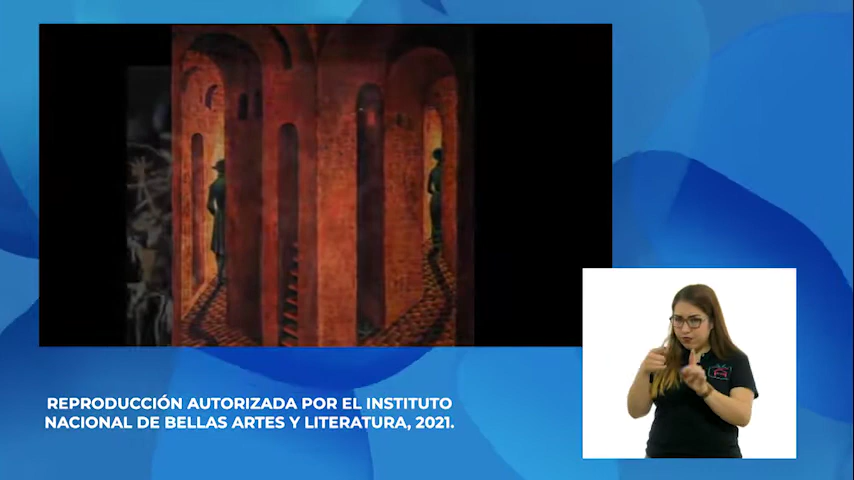 REPRODUCCIÓN AUTORIZADA POR EL INSTITUTO
NACIONAL DE BELLAS ARTES Y LITERATURA, 2021.